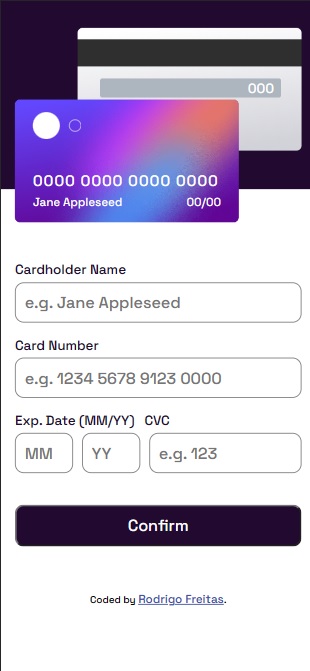 000
0000 0000 0000 0000
Jane Appleseed 00/00
Cardholder Name
e.g. Jane Appleseed
Card Number
e.g. 1234 5678 9123 0000
Exp. Date (MM/YY) CVC
MM YY e.g. 123
Confirm
Coded by Rodrigo Freitas.